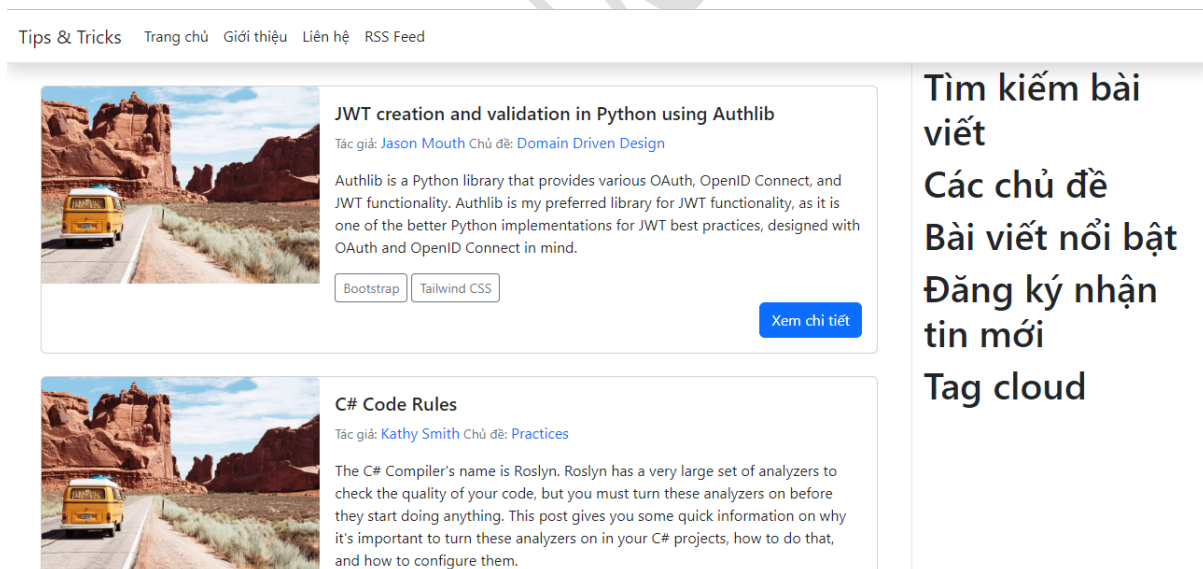 Tips & Tricks Trang chủ Giới thiệu Liên hệ RSS Feed
JWT creation and validation in Python using Authlib
Tác giả: Jason Mouth Chủ đề: Domain Driven Design
Authlib is a Python library that provides various OAuth, OpenID Connect, and
JWT functionality. Authlib is my preferred library for JWT functionality, as it is
one of the better Python implementations for JWT best practices, designed with
OAuth and OpenID Connect in mind.
Bootstrap Tailwind CSS
Xem chi tiết
C# Code Rules
Tác giả: Kathy Smith Chủ đề: Practices
The C# Compiler's name is Roslyn. Roslyn has a very large set of analyzers to
check the quality of your code, but you must turn these analyzers on before
they start doing anything. This post gives you some quick information on why
it's important to turn these analyzers on in your C# projects, how to do that,
and how to configure them.
Tìm kiếm bài
viết
Các chủ đề
Bài viết nổi bật
Đăng ký nhận
tin mới
Tag cloud